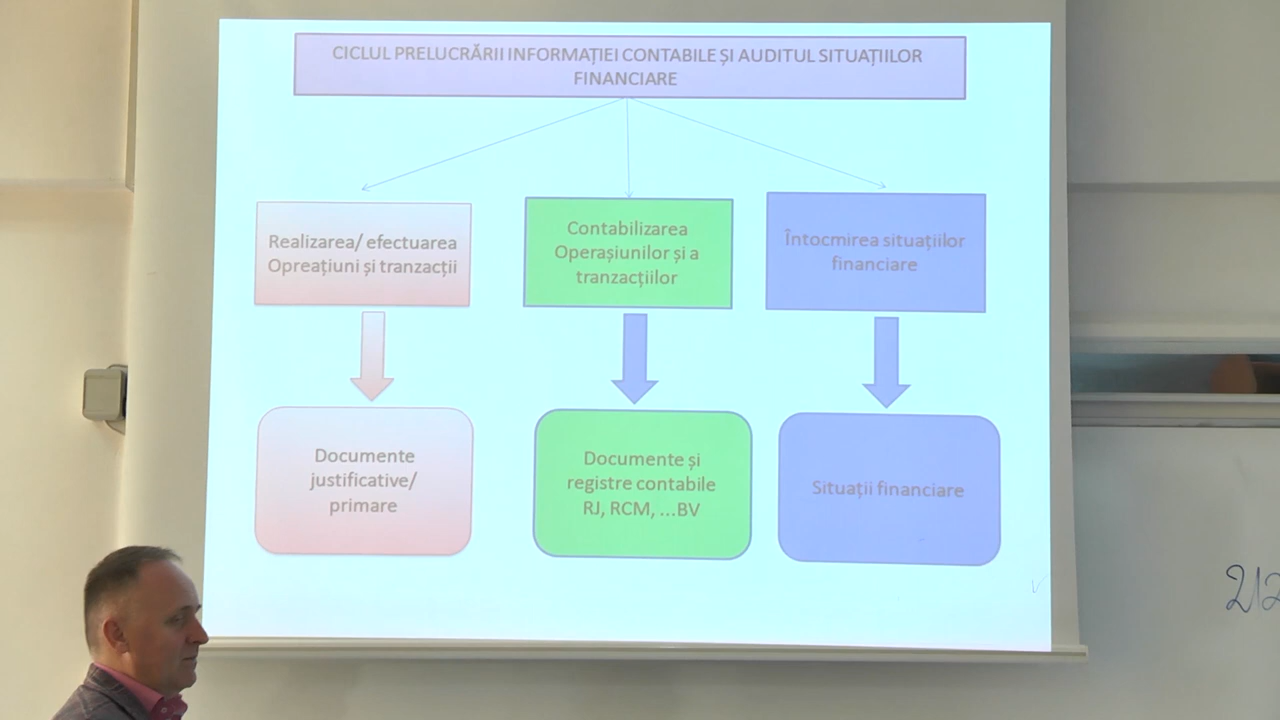 CICLUL PRELUCRĂRII INFORMAȚIEI CONTABILE ȘI AUDITUL SITUAȚIILOR
FINANCIARE
Realizarea/ efectuarea
Opreațiuni și tranzacții
Contabilizarea
Operașiunilor și a
tranzacțiilor
Întocmirea situațiilor
financiare
Documente
justificative/
primare
Documente și
registre contabile
RJ, RCM, ...BV
Situații financiare